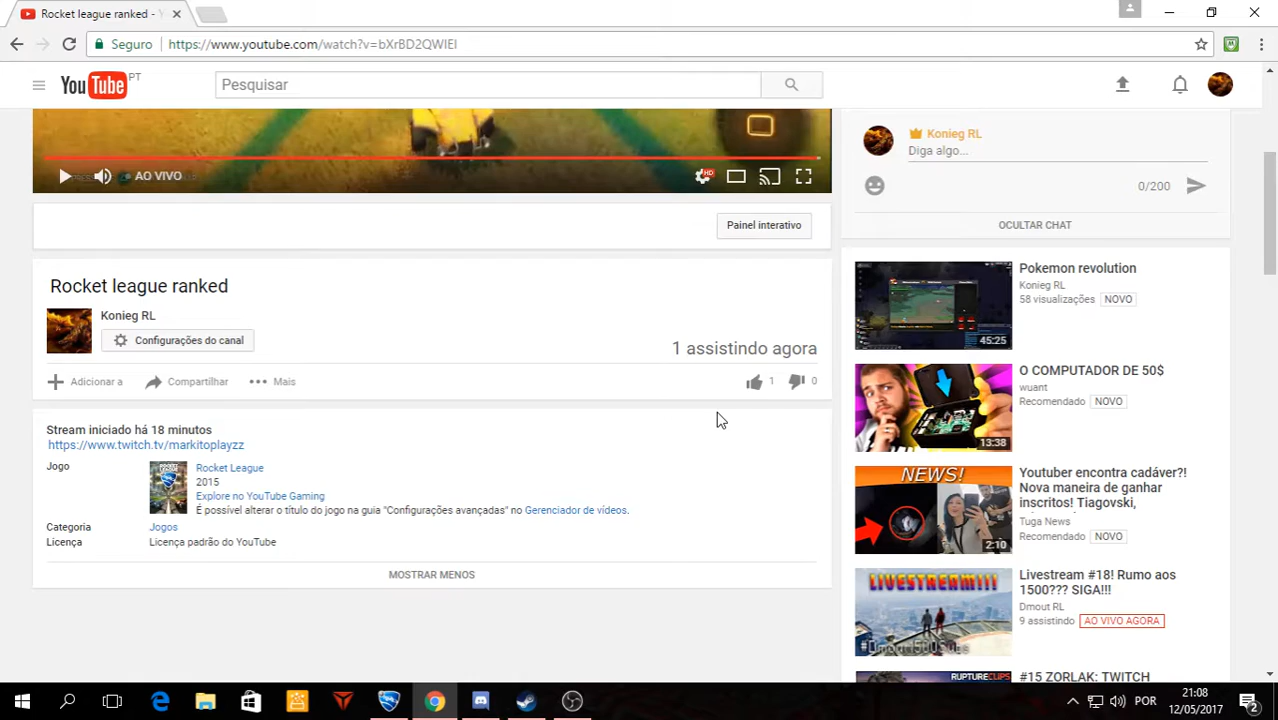 Rocket league ranked -
Seguro
https://www.youtube.com/watch?v=bXrBD2QWIEI
YouTube PT
Pesquisar
AO VIVO
HD
Painel interativo
Rocket league ranked
Konieg RL
Configurações do canal
1 assistindo agora
Adicionar a
Compartilhar
Mais
1
0
Stream iniciado há 18 minutos
https://www.twitch.tv/markitoplayzz
Jogo
Rocket League
2015
Explore no YouTube Gaming
É possível alterar o título do jogo na guia "Configurações avançadas" no Gerenciador de vídeos.
Categoria
Jogos
Licença
Licença padrão do YouTube
MOSTRAR MENOS
Konieg RL
Diga algo...
0/200
OCULTAR CHAT
45:25
Pokemon revolution
Konieg RL
58 visualizações
NOVO
13:38
O COMPUTADOR DE 50$
wuant
Recomendado
NOVO
NEWS!
2:10
Youtuber encontra cadáver?!
Nova maneira de ganhar
inscritos! Tiagovski,
Tuga News
Recomendado
NOVO
LIVESTREAM!!!
Livestream #18! Rumo aos
1500??? SIGA!!!
Dmout RL
9 assistindo
AO VIVO AGORA
RUPTURECLIPS
#15 ZORLAK: TWITCH
POR
21:08
12/05/2017
2